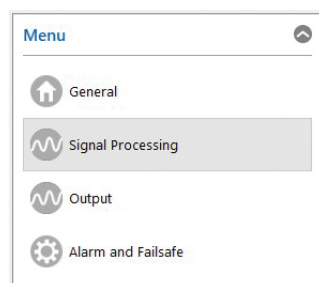 Menu
General
Signal Processing
Output
Alarm and Failsafe